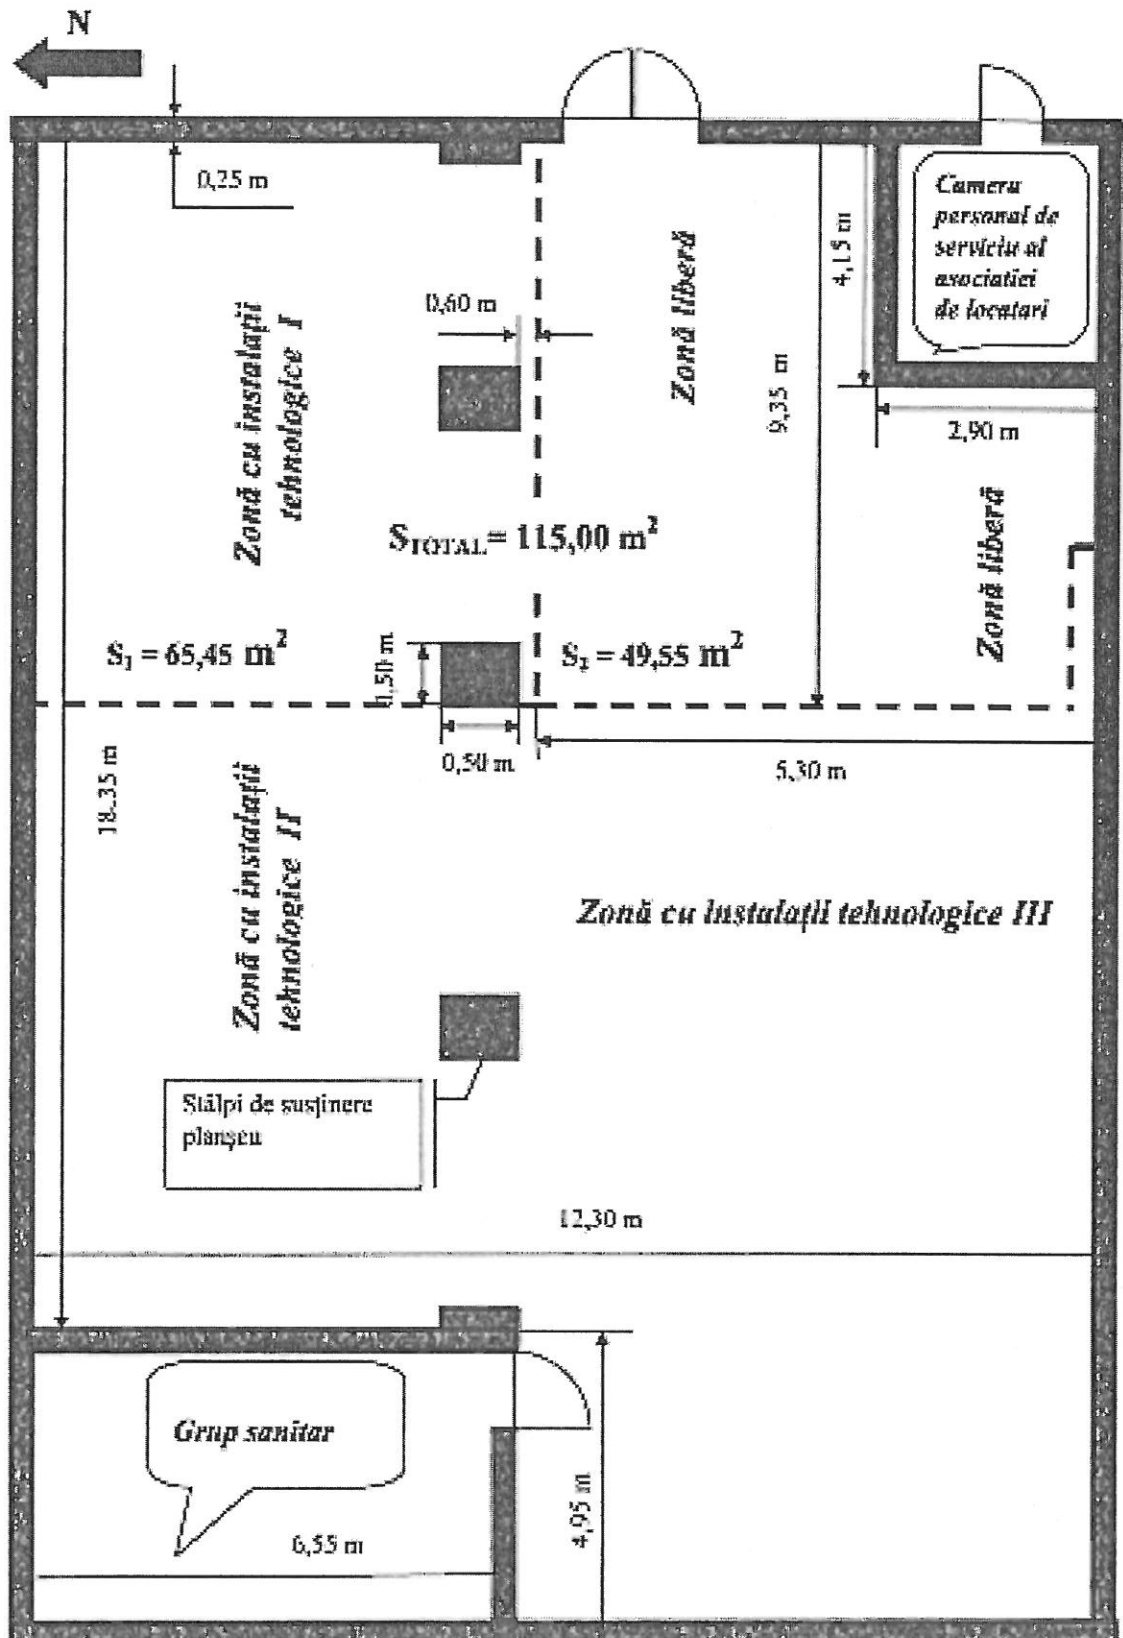 N
0,25 m
Camera
personal de
serviciu al
asociatiei
de locatari
4,15 m
Zonă liberă
0,60 m
Zonă cu instalații
tehnologice I
9,35 m
2,90 m
Zonă liberă
STOTAL = 115,00 m²
S₁ = 65,45 m²
0,50 m
S₂ = 49,55 m²
0,50 m
5,30 m
18,35 m
Zonă cu instalații
tehnologice II
Zonă cu instalații tehnologice III
Stâlpi de susținere
planșeu
12,30 m
Grup sanitar
4,95 m
6,55 m